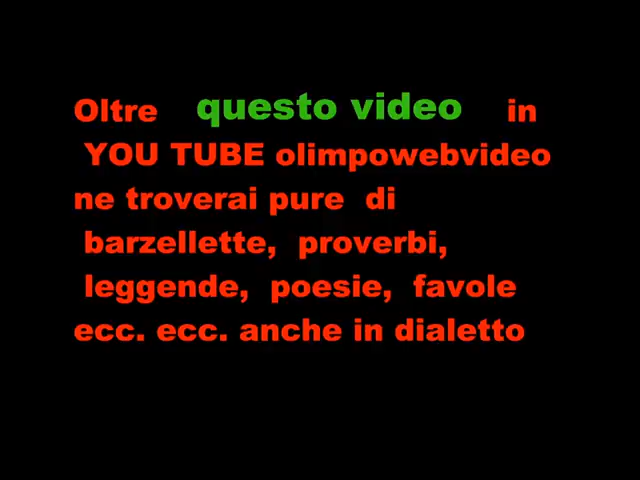 Oltre questo video in
YOU TUBE olimpowebvideo
ne troverai pure di
barzellette, proverbi,
leggende, poesie, favole
ecc. ecc. anche in dialetto